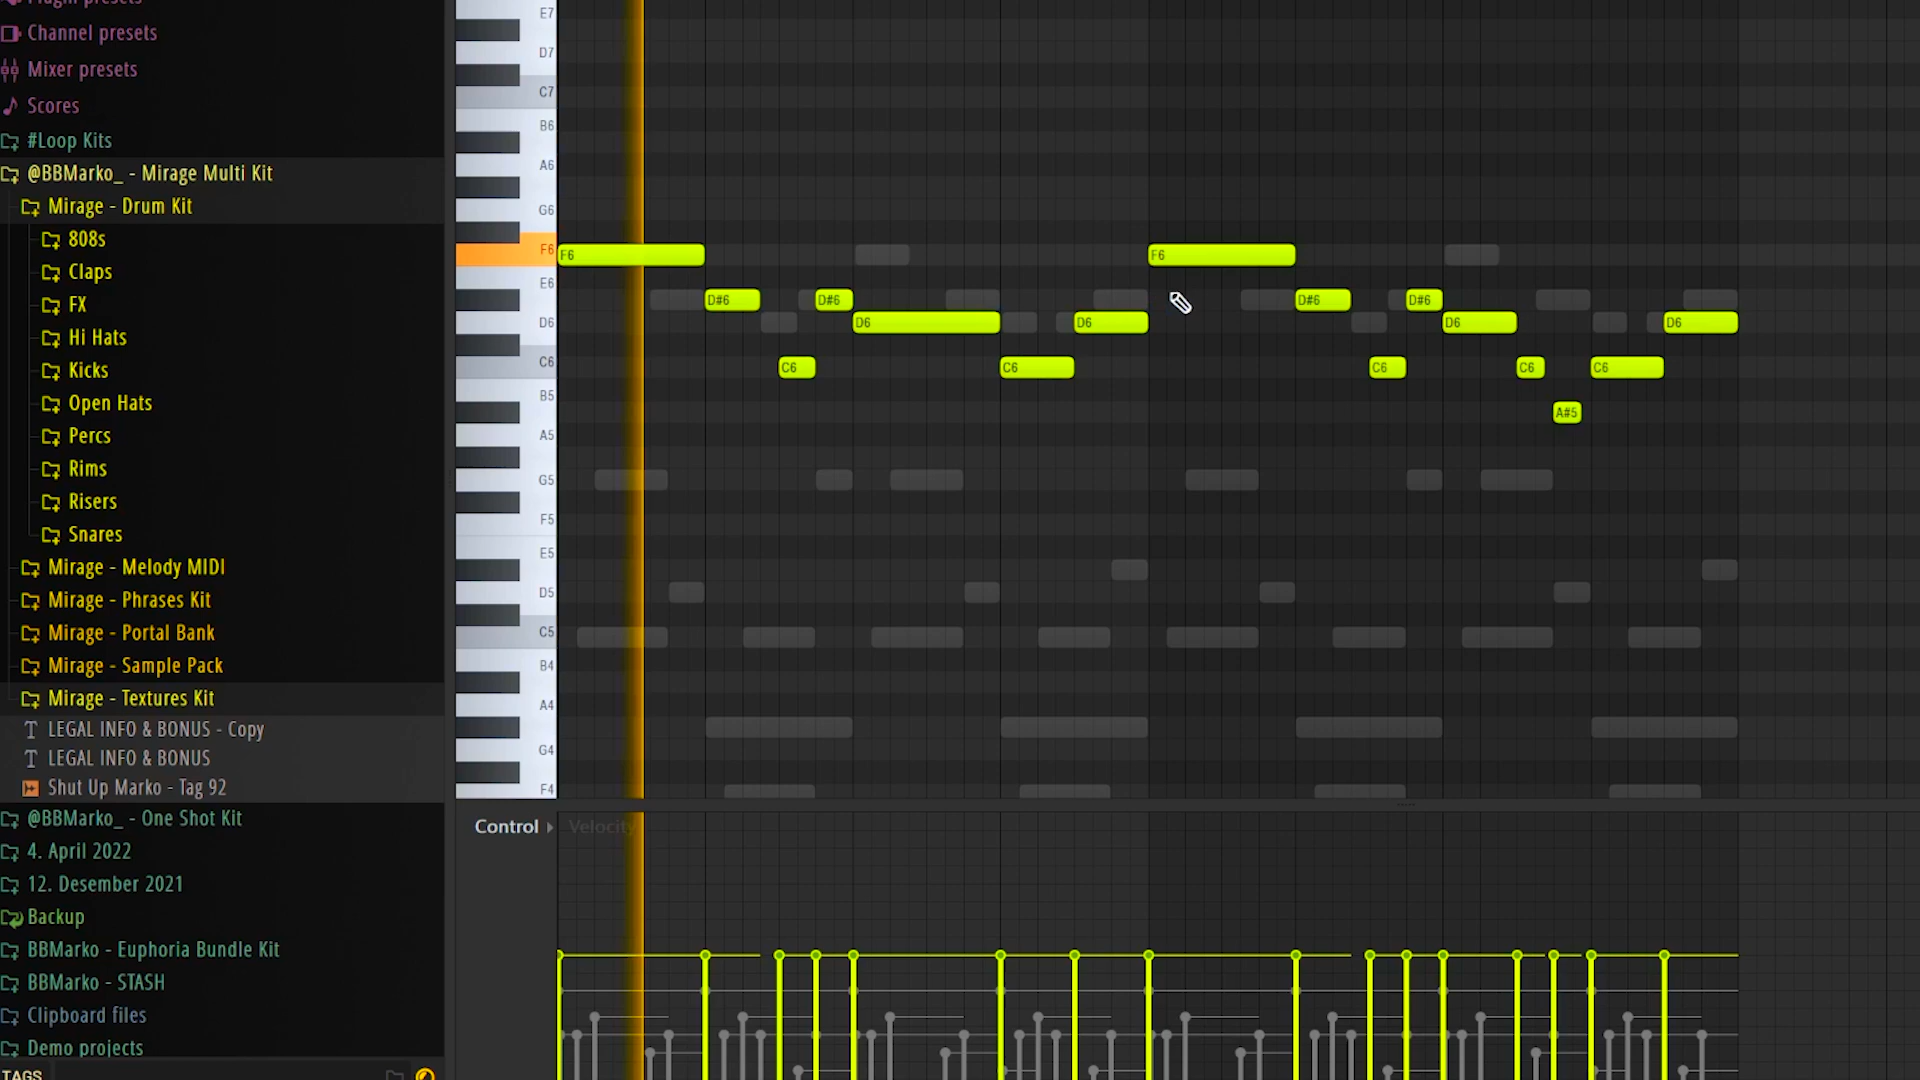 Plugin presets
Channel presets
Mixer presets
Scores
#Loop Kits
@BBMarko_ - Mirage Multi Kit
Mirage - Drum Kit
808s
Claps
FX
Hi Hats
Kicks
Open Hats
Percs
Rims
Risers
Snares
Mirage - Melody MIDI
Mirage - Phrases Kit
Mirage - Portal Bank
Mirage - Sample Pack
Mirage - Textures Kit
LEGAL INFO & BONUS - Copy
LEGAL INFO & BONUS
Shut Up Marko - Tag 92
@BBMarko_ - One Shot Kit
4. April 2022
12. Desember 2021
Backup
BBMarko - Euphoria Bundle Kit
BBMarko - STASH
Clipboard files
Demo projects
TAGS
E7
D7
C7
B6
A6
G6
F6
E6
D6
C6
B5
A5
G5
F5
E5
D5
C5
B4
A4
G4
F4
F6 F6
D#6 D#6 D#6 D#6
D6 D6 D6 D6
C6 C6 C6 C6 C6
A#5
Control Velocity